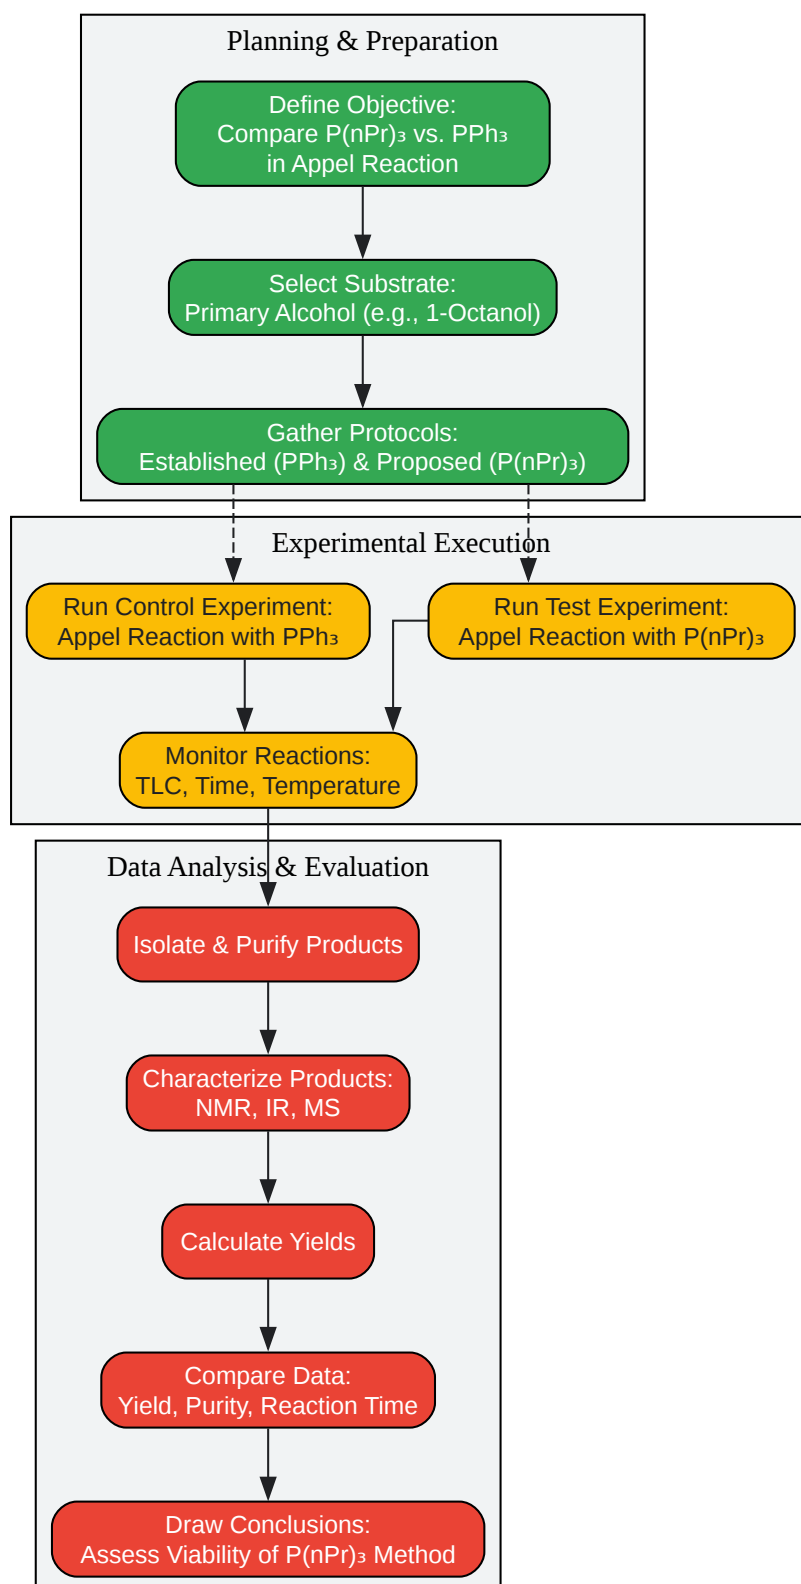 Planning & Preparation
Define Objective:
Compare P(nPr)₃ vs. PPh₃
in Appel Reaction
Select Substrate:
Primary Alcohol (e.g., 1-Octanol)
Gather Protocols:
Established (PPh₃) & Proposed (P(nPr)₃)
Experimental Execution
Run Control Experiment:
Appel Reaction with PPh₃
Run Test Experiment:
Appel Reaction with P(nPr)₃
Monitor Reactions:
TLC, Time, Temperature
Data Analysis & Evaluation
Isolate & Purify Products
Characterize Products:
NMR, IR, MS
Calculate Yields
Compare Data:
Yield, Purity, Reaction Time
Draw Conclusions:
Assess Viability of P(nPr)₃ Method